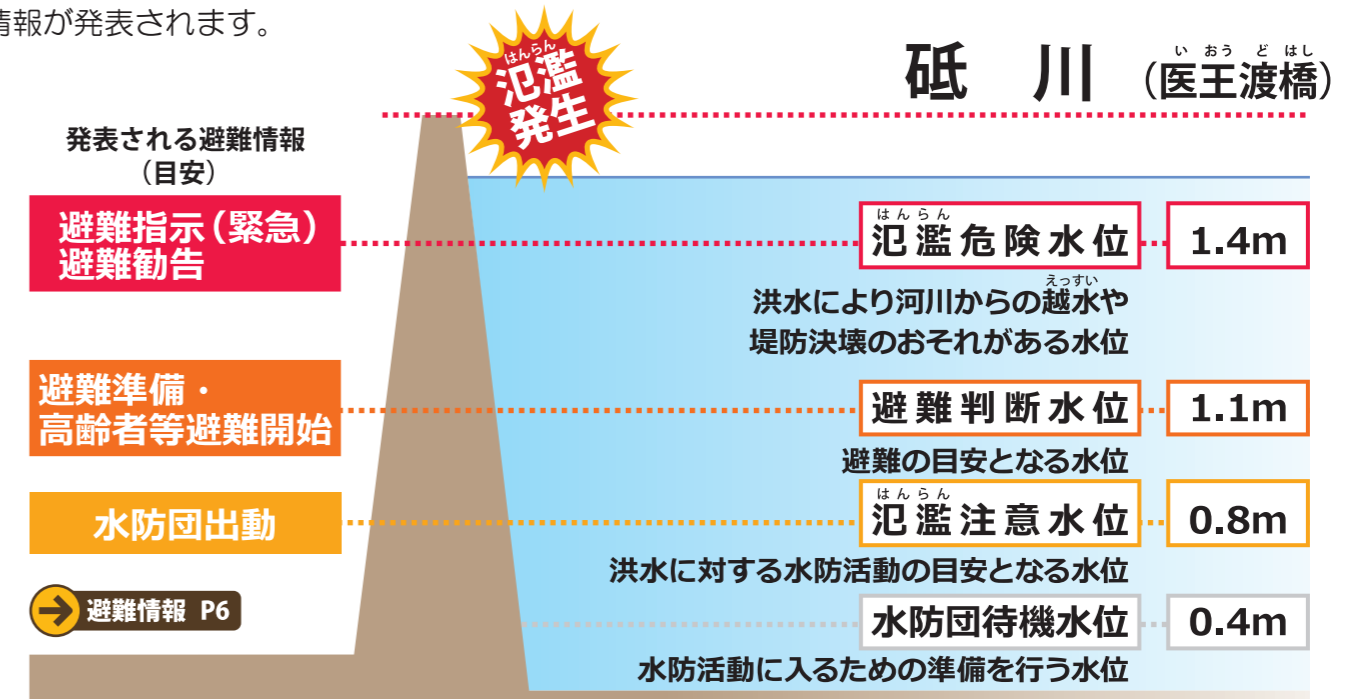 情報が発表されます。
砥川（医王渡橋）
いおうどはし
はんらん
氾濫
発生
発表される避難情報
（目安）
避難指示（緊急）
避難勧告
はんらん
氾濫危険水位 1.4m
えっすい
洪水により河川からの越水や
堤防決壊のおそれがある水位
避難準備・
高齢者等避難開始
避難判断水位 1.1m
避難の目安となる水位
水防団出動
はんらん
氾濫注意水位 0.8m
洪水に対する水防活動の目安となる水位
避難情報 P6
水防団待機水位 0.4m
水防活動に入るための準備を行う水位